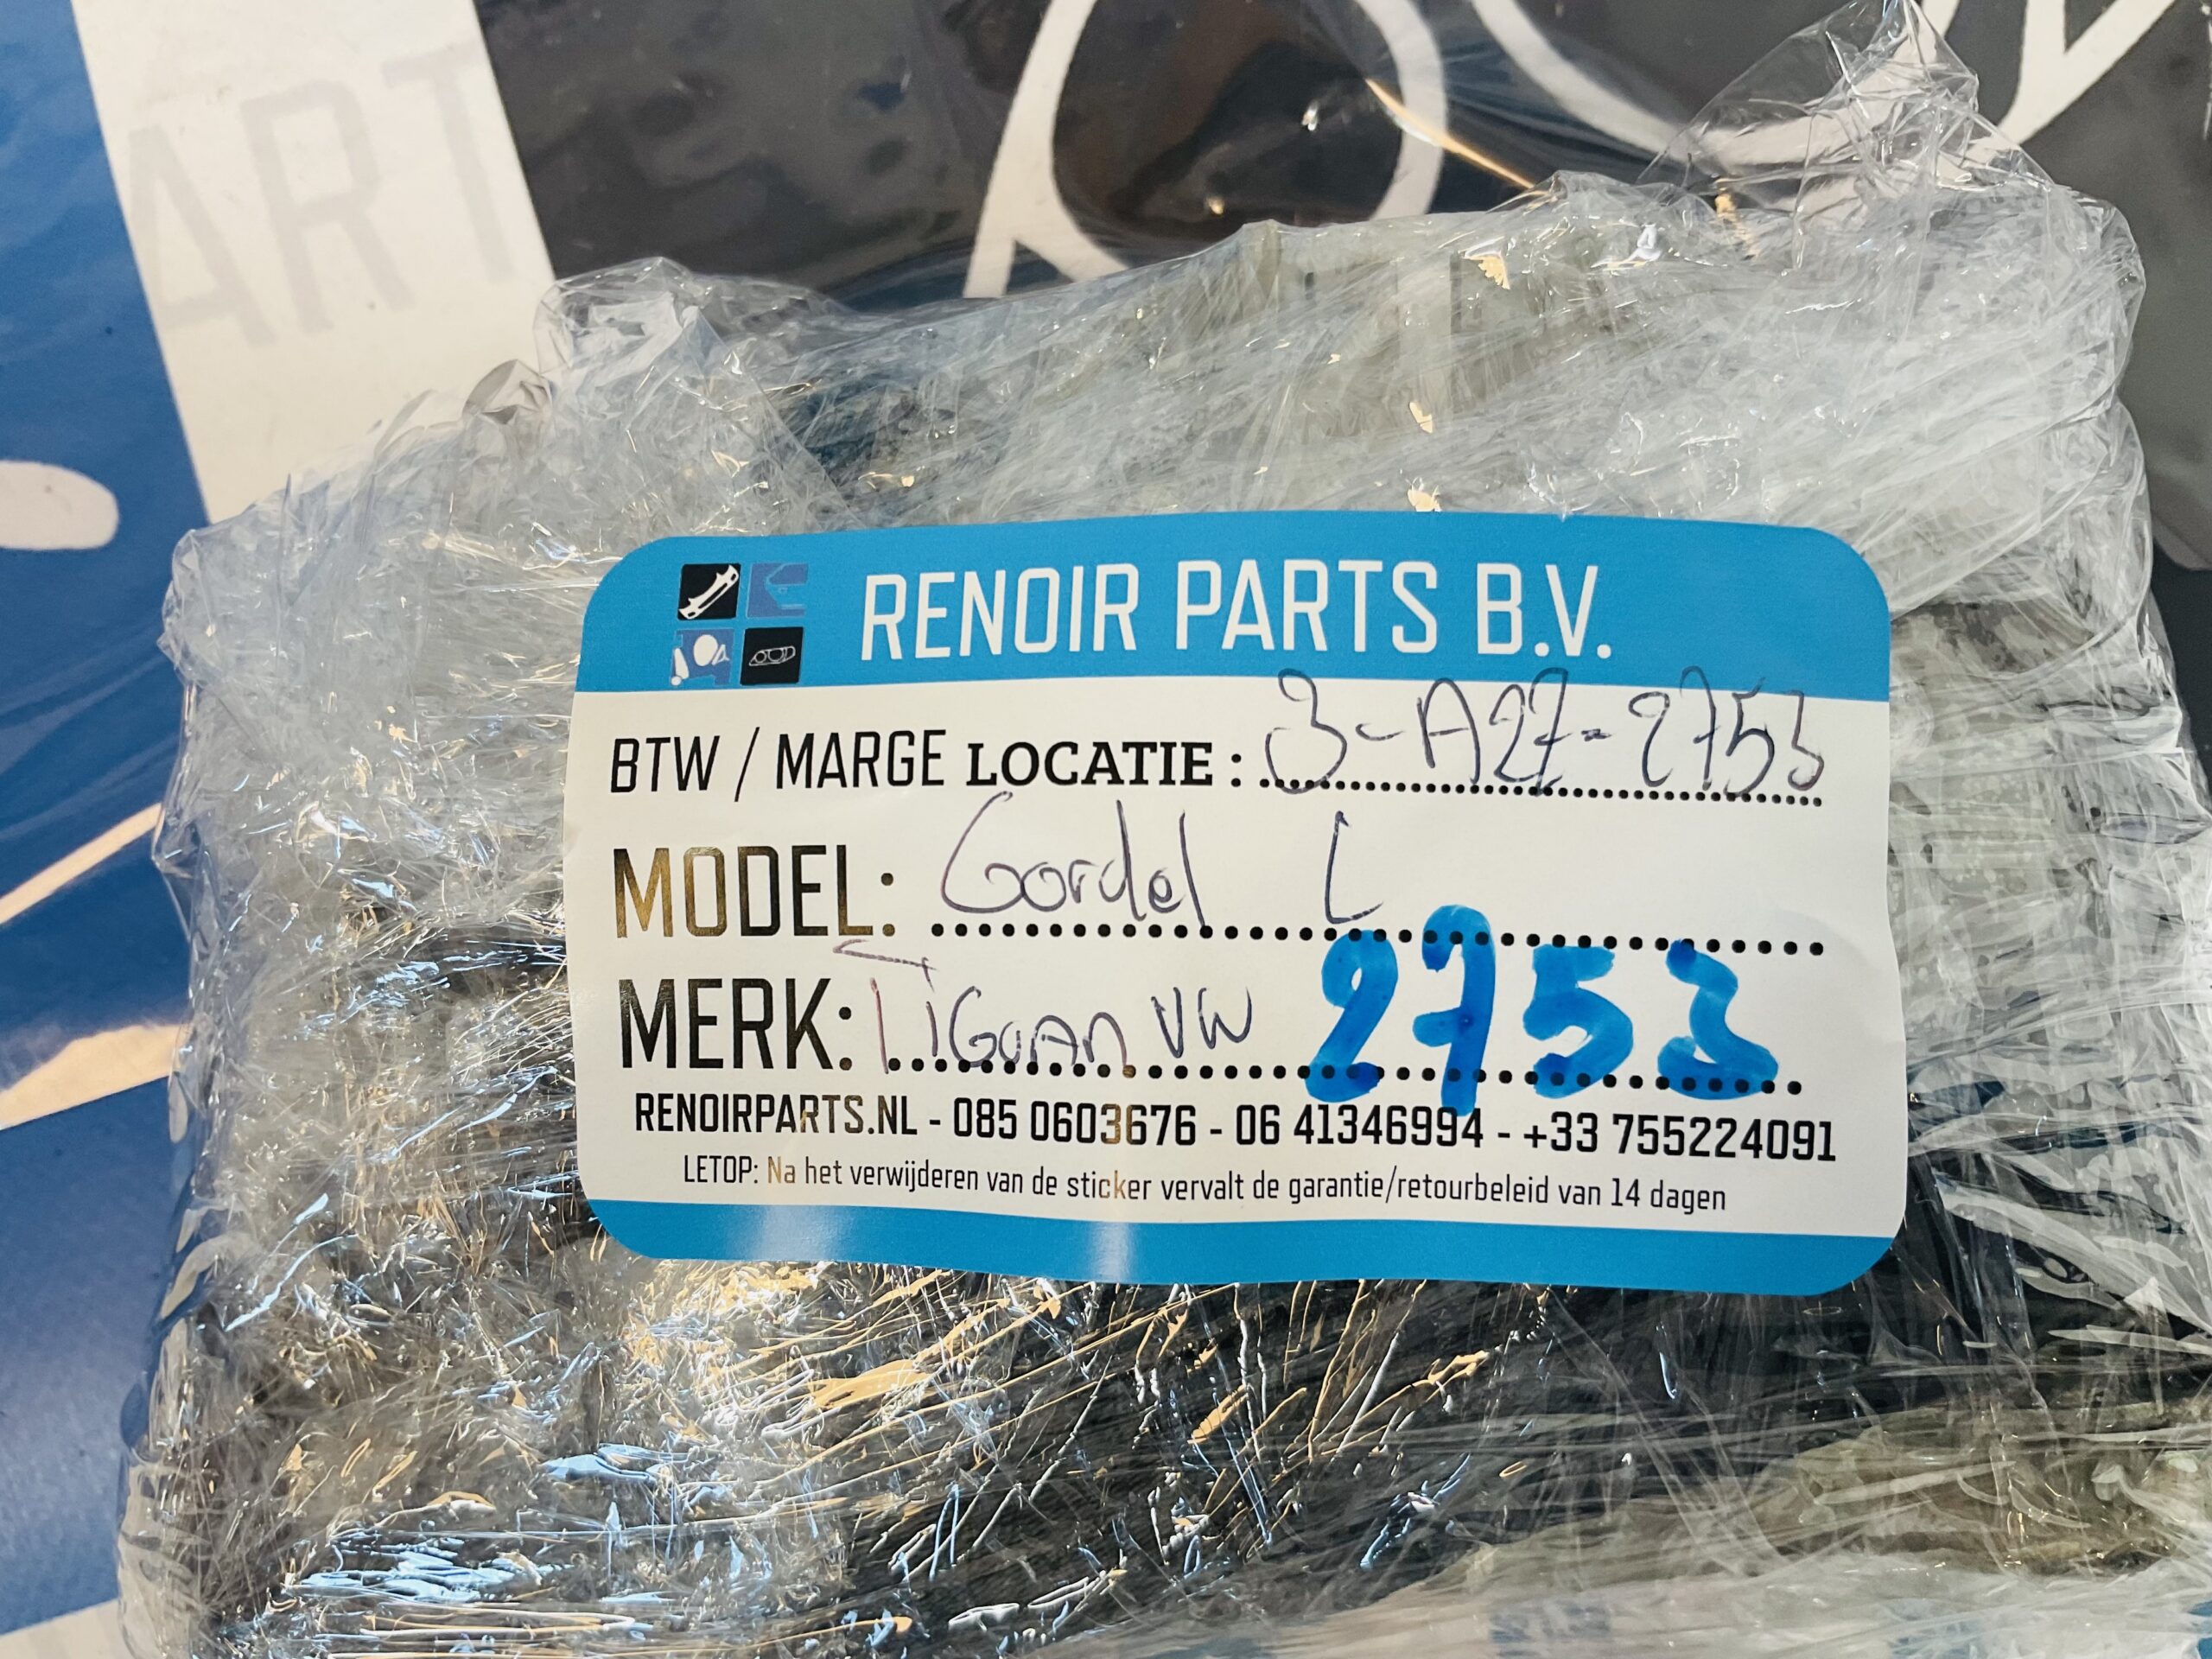 ART
RENOIR PARTS B.V.
BTW / MARGE LOCATIE : 3-A27-2753
MODEL: Gordel L
MERK: TiGuan VW 2753
RENOIRPARTS.NL - 085 0603676 - 06 41346994 - +33 755224091
LETOP: Na het verwijderen van de sticker vervalt de garantie/retourbeleid van 14 dagen